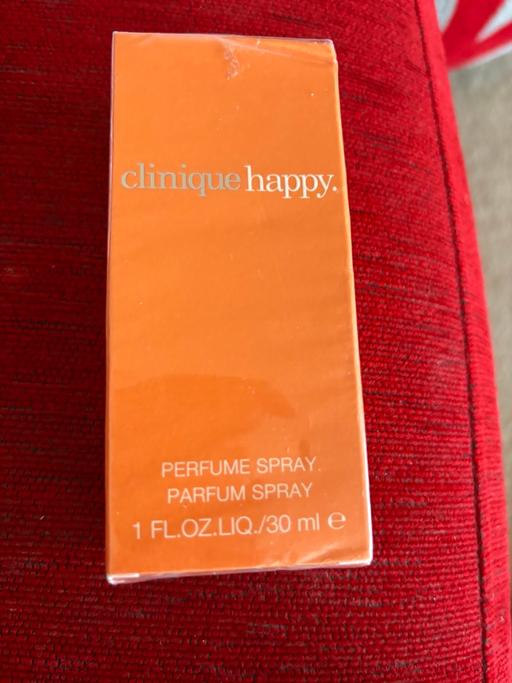 clinique happy.
PERFUME SPRAY.
PARFUM SPRAY
1 FL.OZ.LIQ./30 ml ℮